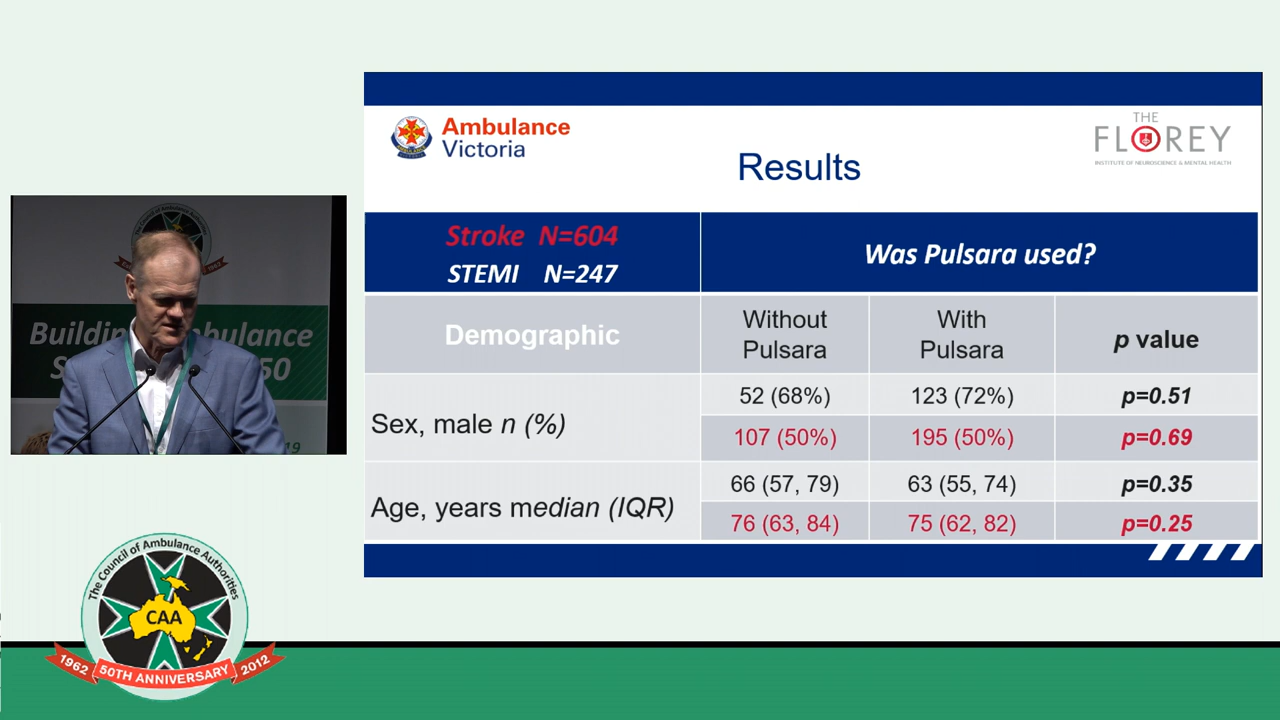 Ambulance
Victoria
THE
FLOREY
INSTITUTE OF NEUROSCIENCE & MENTAL HEALTH
Results
Stroke N=604
STEMI N=247
Was Pulsara used?
Demographic
Without
Pulsara
With
Pulsara
p value
Sex, male n (%)
52 (68%)
123 (72%)
p=0.51
107 (50%)
195 (50%)
p=0.69
Age, years median (IQR)
66 (57, 79)
63 (55, 74)
p=0.35
76 (63, 84)
75 (62, 82)
p=0.25
The Council of Ambulance Authorities
CAA
1962 50TH ANNIVERSARY 2012